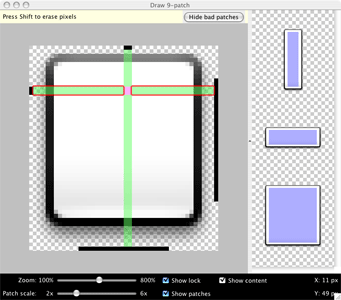 Draw 9-patch
Press Shift to erase pixels
Hide bad patches
Zoom: 100% 800% Show lock Show content X: 11 px
Patch scale: 2x 6x Show patches Y: 49 px